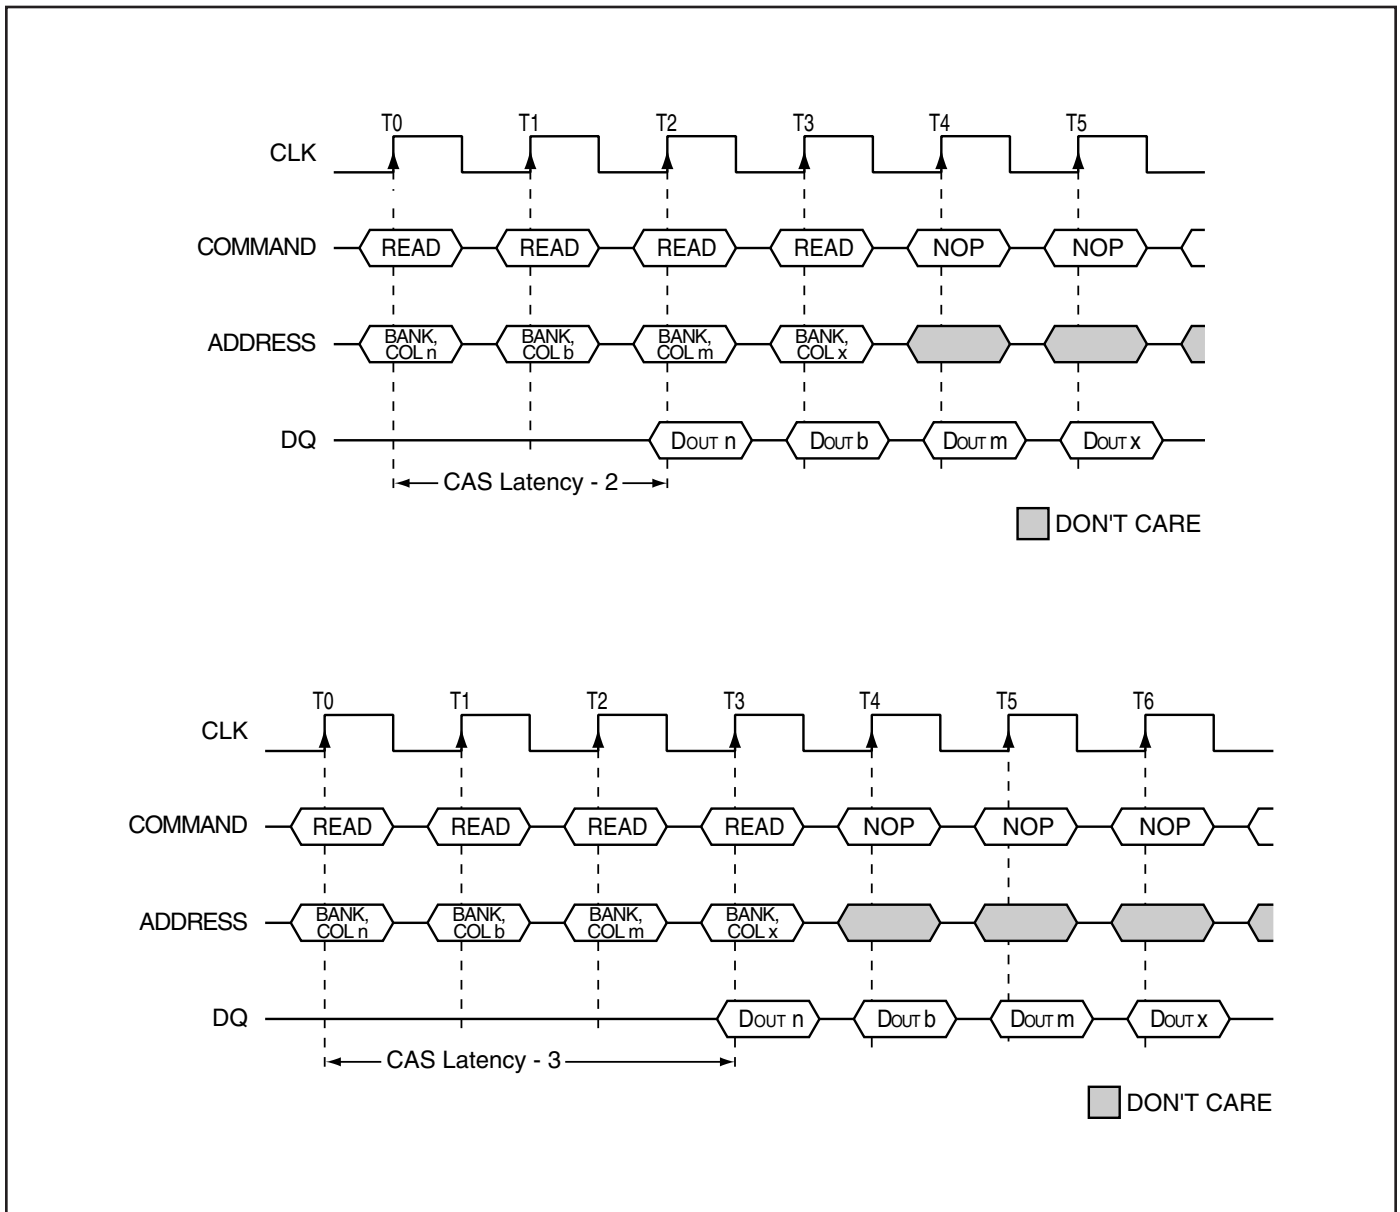 T0 T1 T2 T3 T4 T5
CLK
COMMAND READ READ READ READ NOP NOP
ADDRESS BANK, COL n BANK, COL b BANK, COL m BANK, COL x
DQ DOUT n DOUT b DOUT m DOUT x
CAS Latency - 2
DON'T CARE
T0 T1 T2 T3 T4 T5 T6
CLK
COMMAND READ READ READ READ NOP NOP NOP
ADDRESS BANK, COL n BANK, COL b BANK, COL m BANK, COL x
DQ DOUT n DOUT b DOUT m DOUT x
CAS Latency - 3
DON'T CARE